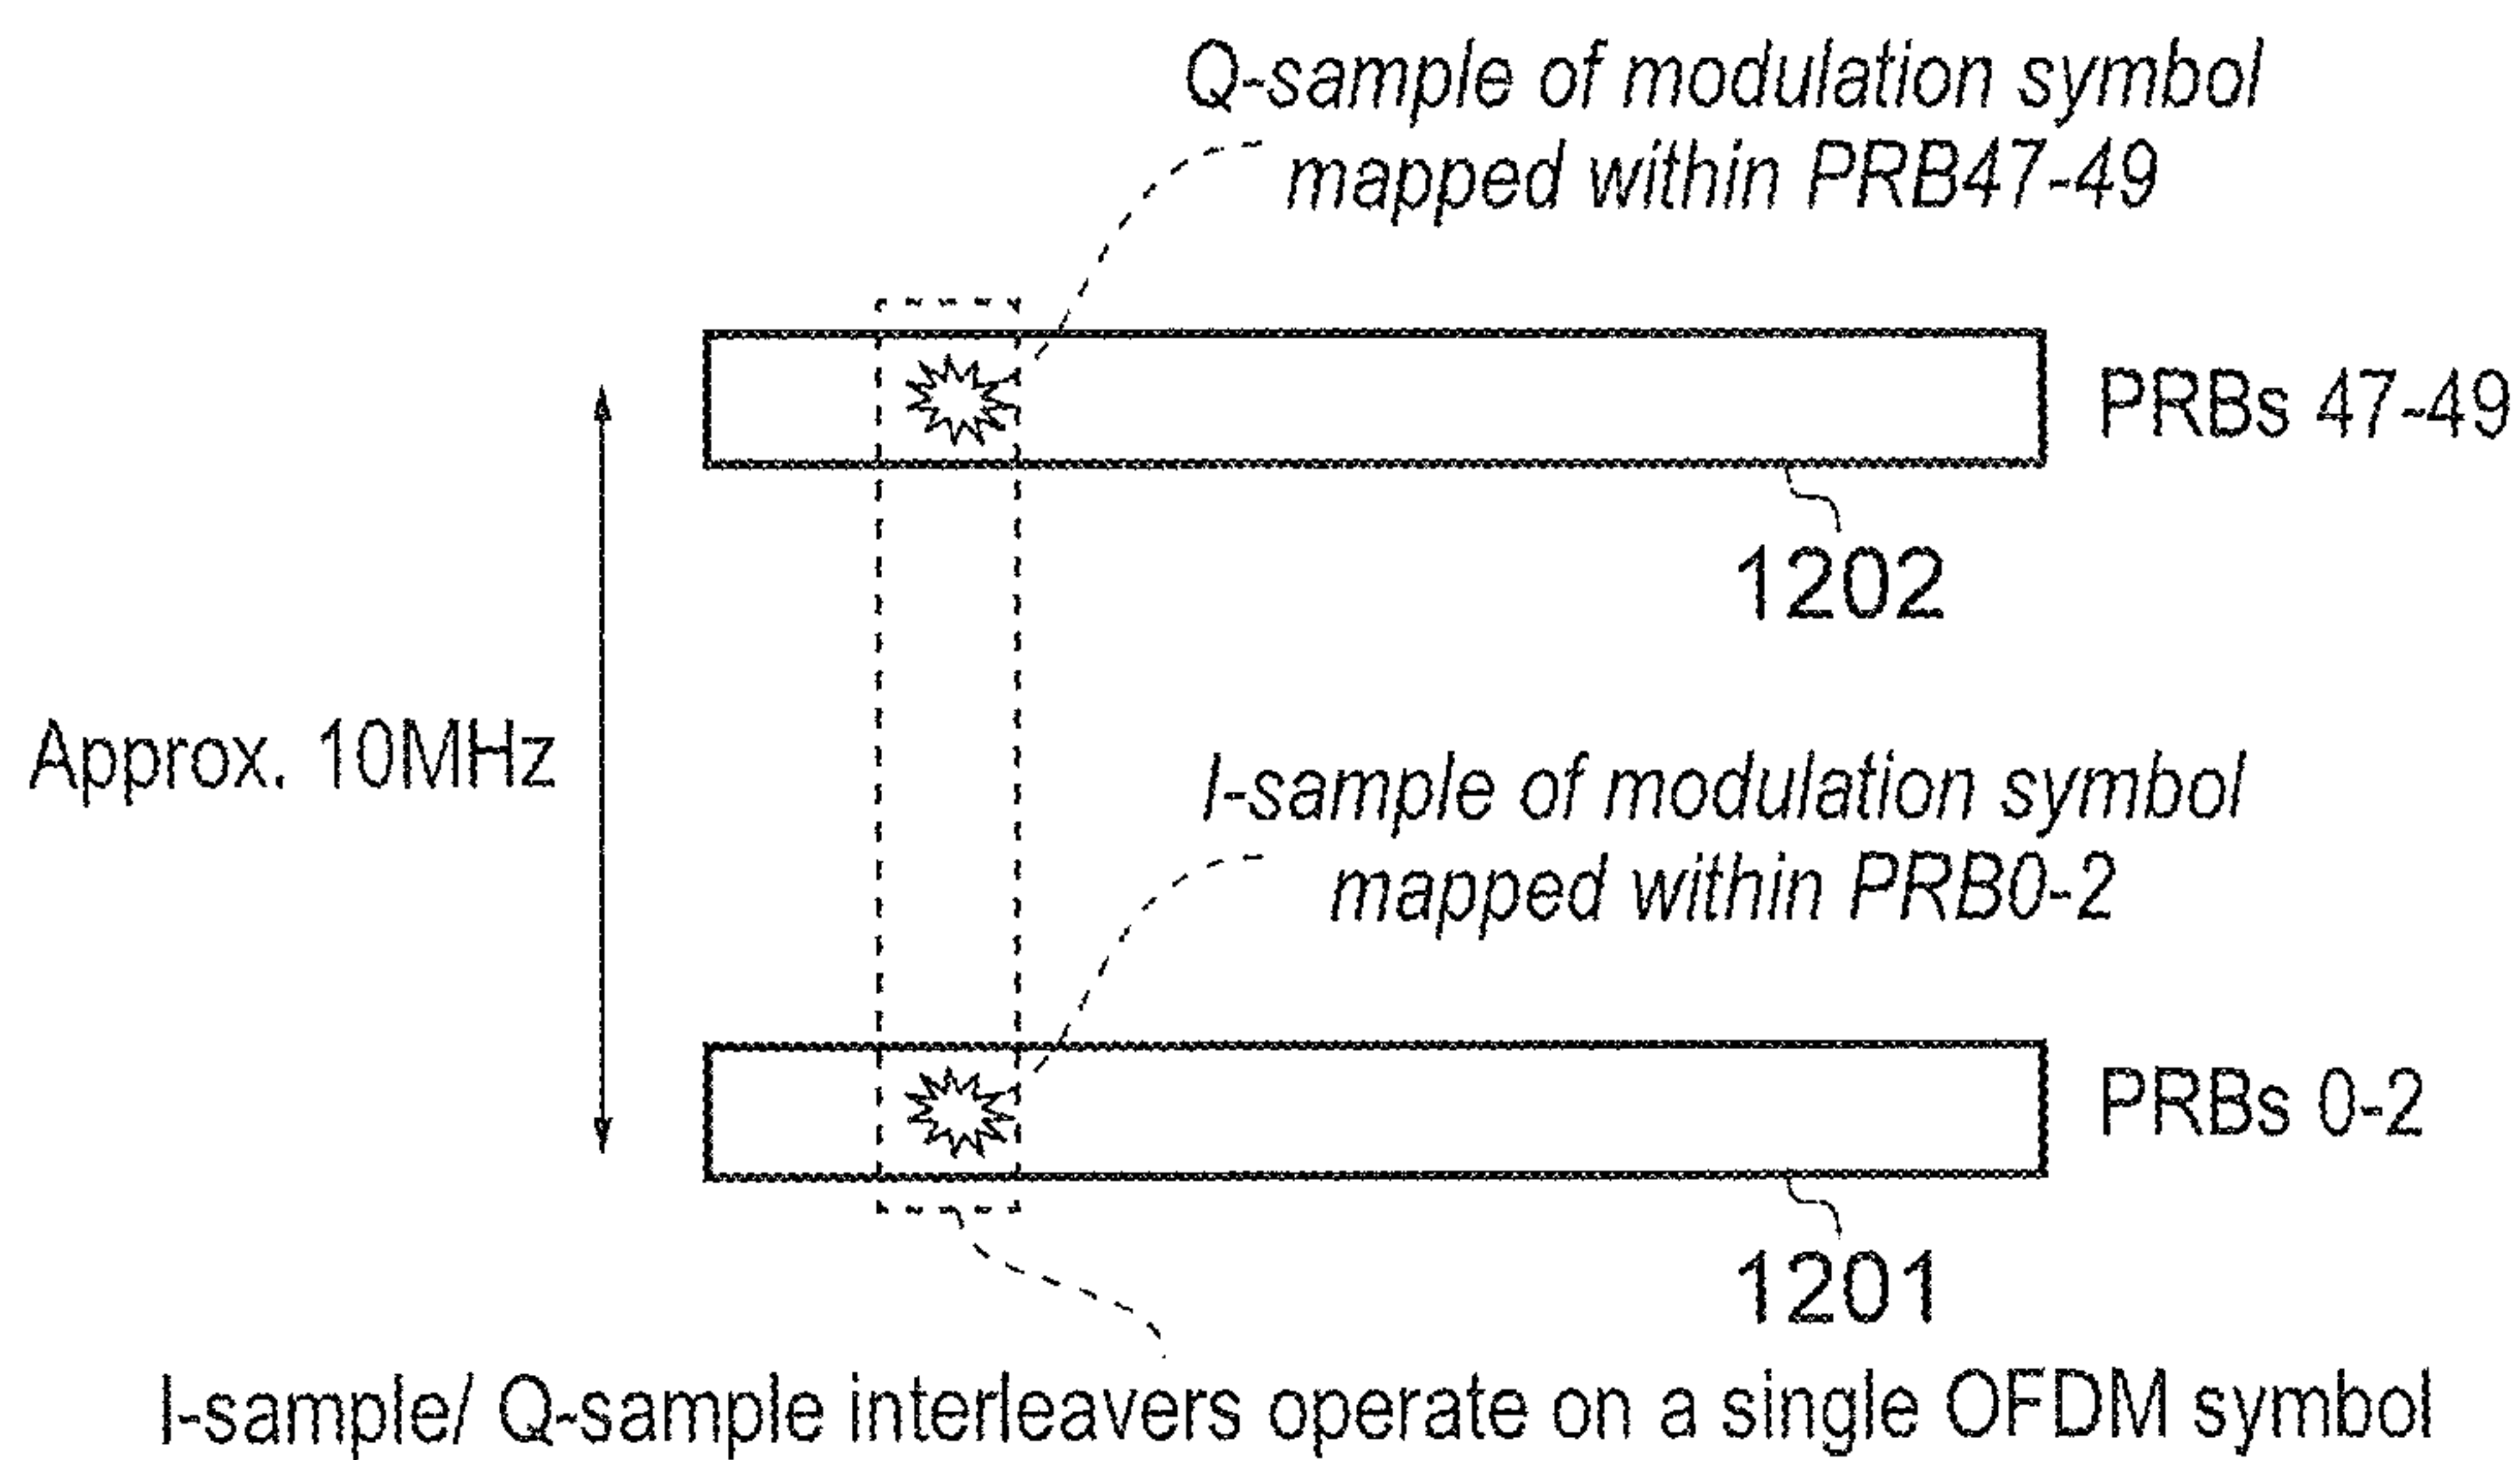 Q-sample of modulation symbol
mapped within PRB47-49
PRBs 47-49
1202
Approx. 10MHz
I-sample of modulation symbol
mapped within PRB0-2
PRBs 0-2
1201
I-sample/ Q-sample interleavers operate on a single OFDM symbol